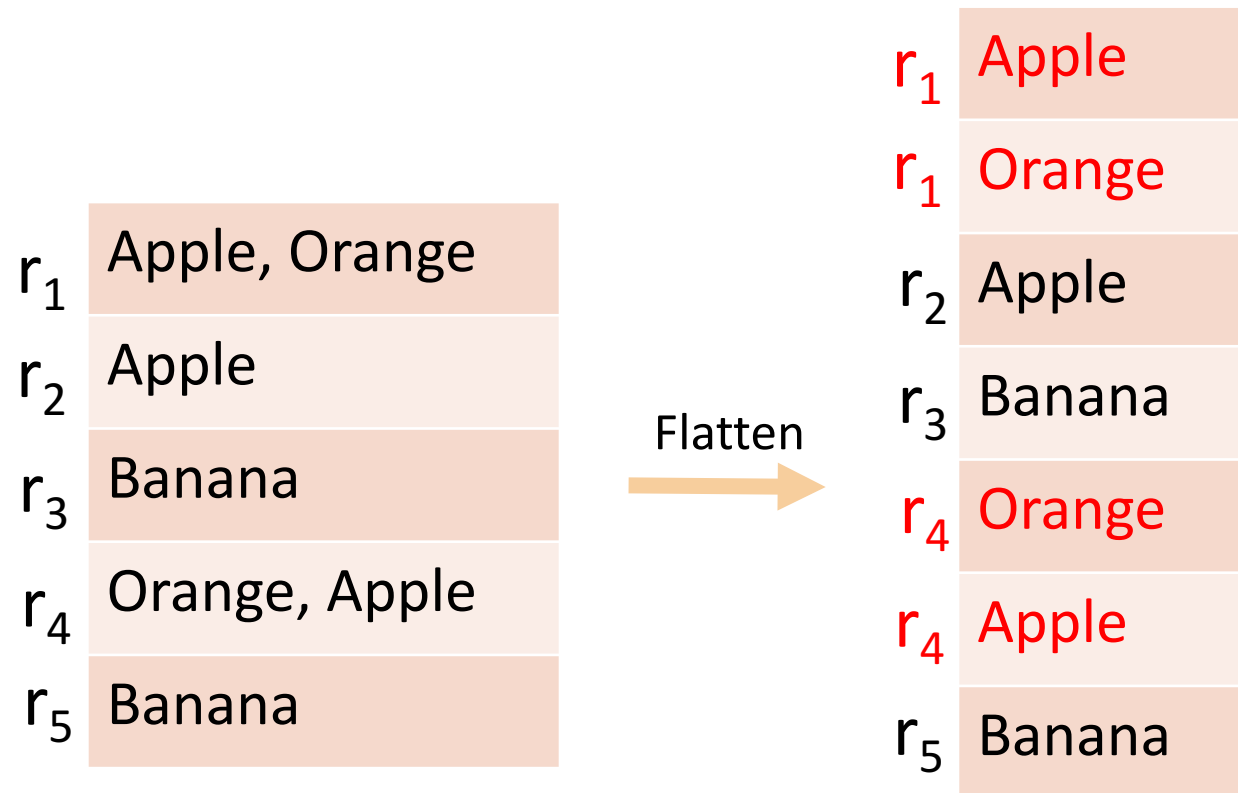 r₁ Apple, Orange
r₂ Apple
r₃ Banana
r₄ Orange, Apple
r₅ Banana
Flatten
r₁ Apple
r₁ Orange
r₂ Apple
r₃ Banana
r₄ Orange
r₄ Apple
r₅ Banana